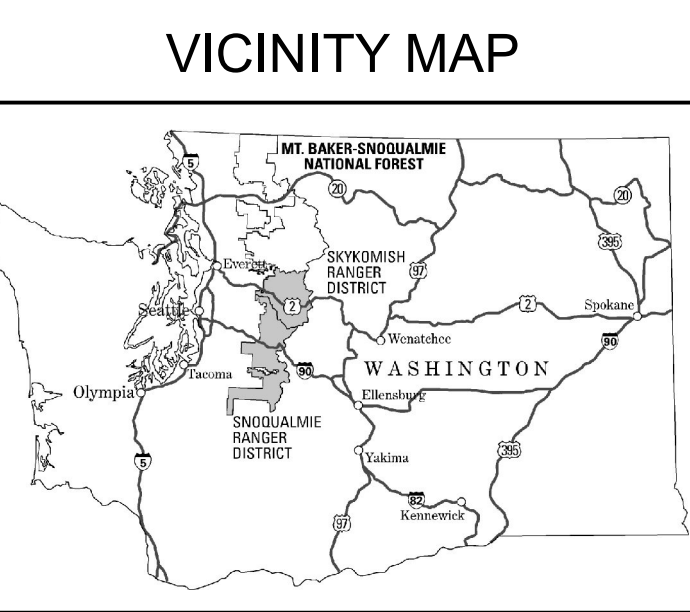 VICINITY MAP
MT. BAKER-SNOQUALMIE
NATIONAL FOREST
5
20
20
SKYKOMISH
RANGER
DISTRICT
395
97
Everett
2
2
Spokane
Seattle
Wenatchee
90
90
WASHINGTON
Tacoma
Olympia
Ellensburg
SNOQUALMIE
RANGER
DISTRICT
395
Yakima
5
82
Kennewick
97